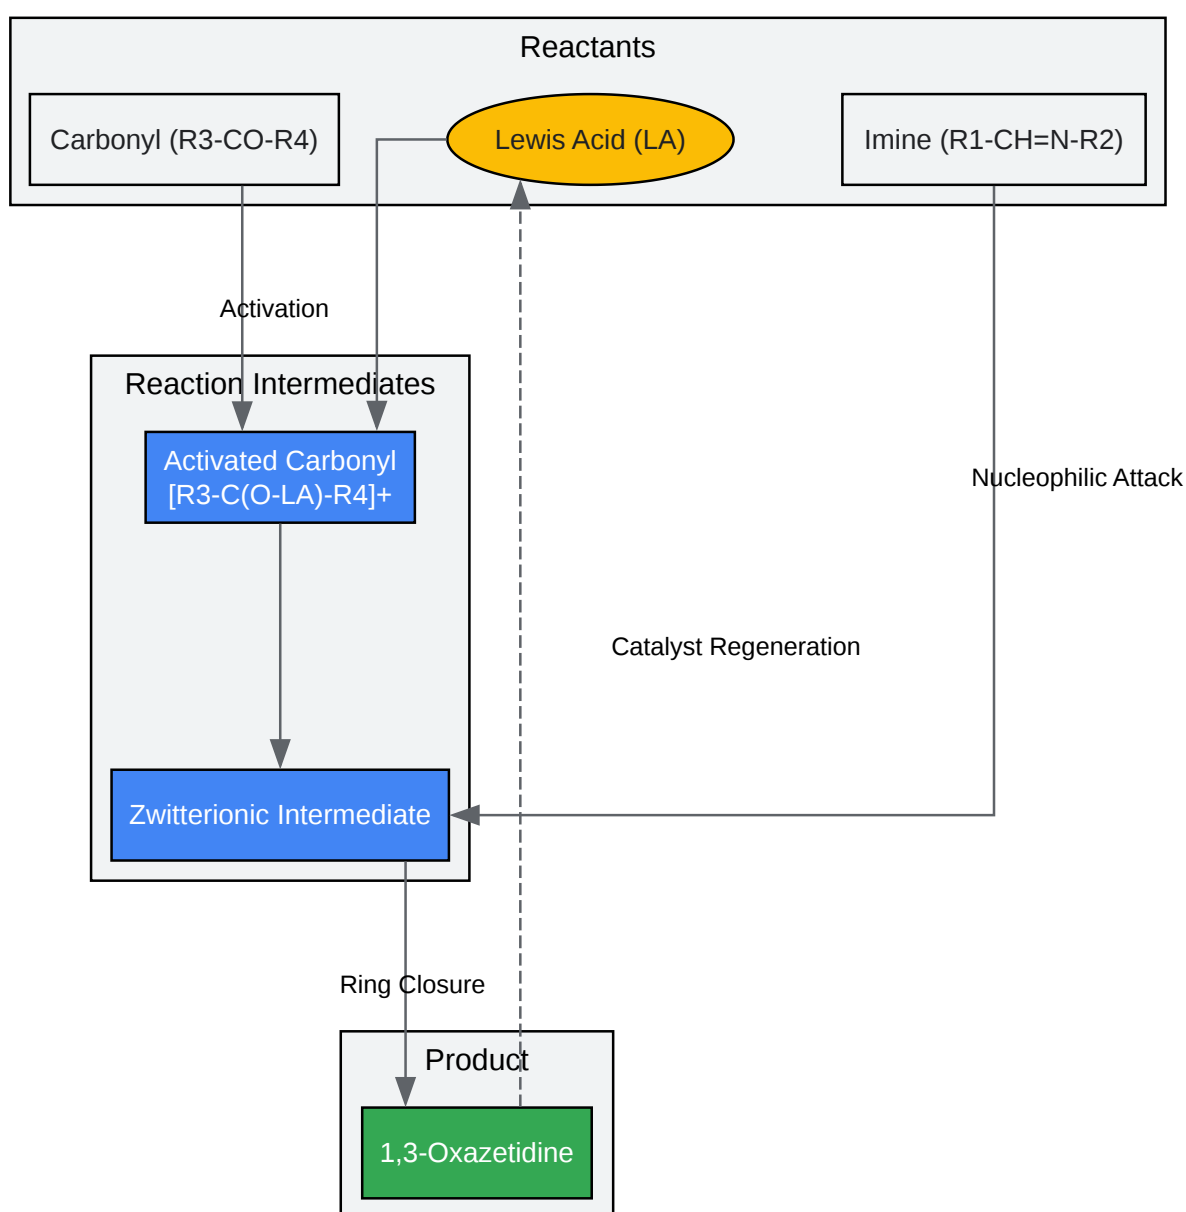 Reactants
Carbonyl (R3-CO-R4)
Lewis Acid (LA)
Imine (R1-CH=N-R2)
Activation
Reaction Intermediates
Activated Carbonyl
[R3-C(O-LA)-R4]+
Nucleophilic Attack
Catalyst Regeneration
Zwitterionic Intermediate
Ring Closure
Product
1,3-Oxazetidine